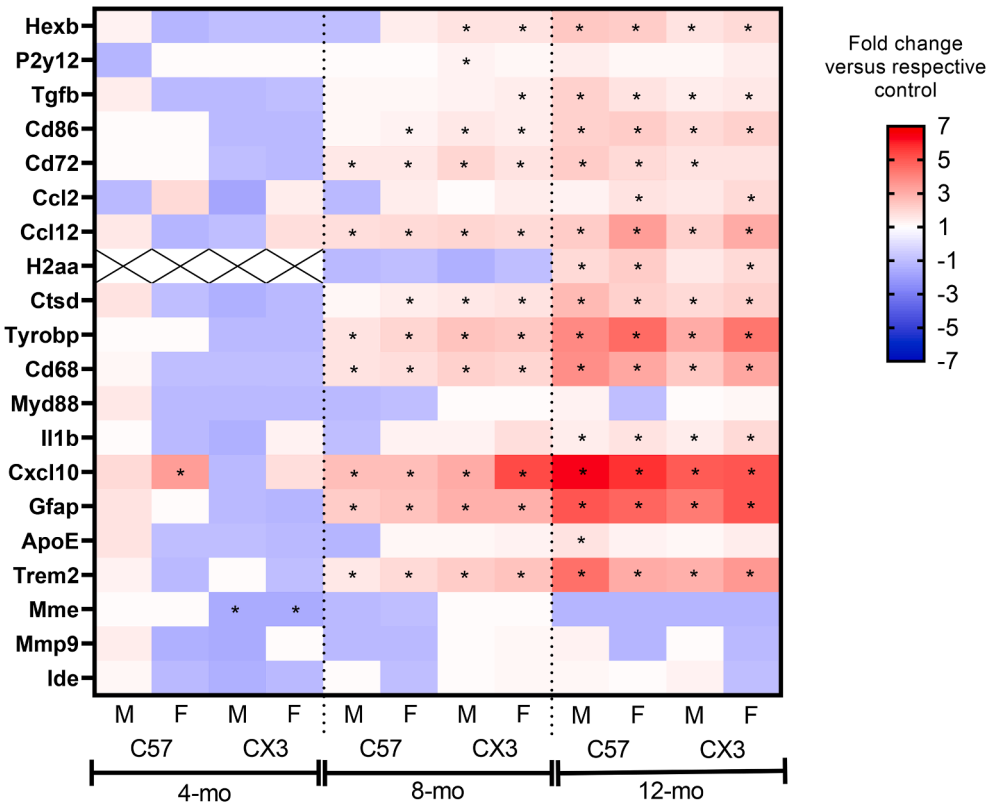 Hexb
P2y12
Tgfb
Cd86
Cd72
Ccl2
Ccl12
H2aa
Ctsd
Tyrobp
Cd68
Myd88
Il1b
Cxcl10
Gfap
ApoE
Trem2
Mme
Mmp9
Ide
M F M F M F M F M F M F
C57 CX3 C57 CX3 C57 CX3
4-mo 8-mo 12-mo
Fold change
versus respective
control
7
5
3
1
-1
-3
-5
-7